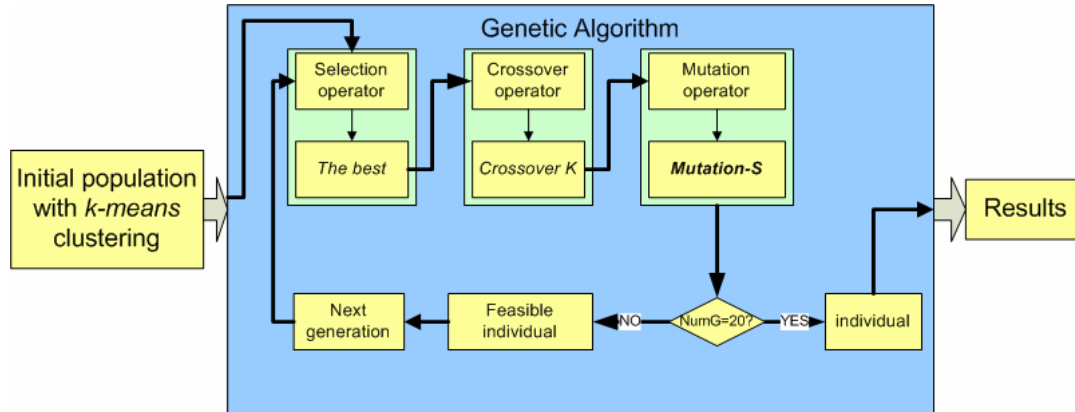 Genetic Algorithm
Initial population
with k-means
clustering
Selection
operator
The best
Crossover
operator
Crossover K
Mutation
operator
Mutation-S
NumG=20?
NO
YES
Feasible
individual
Next
generation
individual
Results